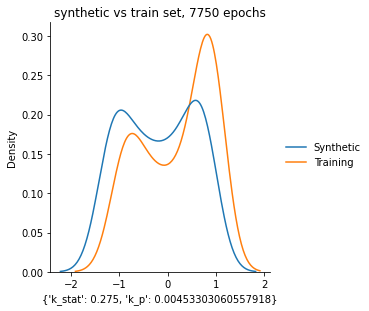 synthetic vs train set, 7750 epochs
0.30
0.25
0.20
0.15
0.10
0.05
0.00
Density
Synthetic
Training
−2
−1
0
1
2
{'k_stat': 0.275, 'k_p': 0.00453303060557918}